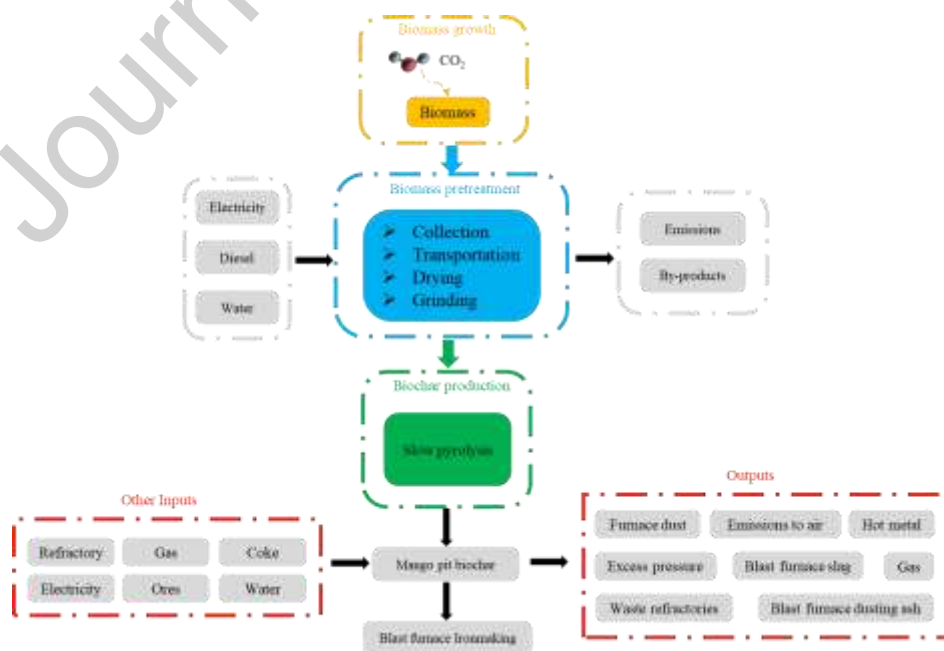 Journ
Biomass growth
CO₂
Biomass
Biomass pretreatment
Electricity
Diesel
Water
➢ Collection
➢ Transportation
➢ Drying
➢ Grinding
Emissions
By-products
Biochar production
Slow pyrolysis
Other Inputs
Refractory
Gas
Coke
Electricity
Ores
Water
Mango pit biochar
Blast furnace Ironmaking
Outputs
Furnace dust
Emissions to air
Hot metal
Excess pressure
Blast furnace slag
Gas
Waste refractories
Blast furnace dusting ash